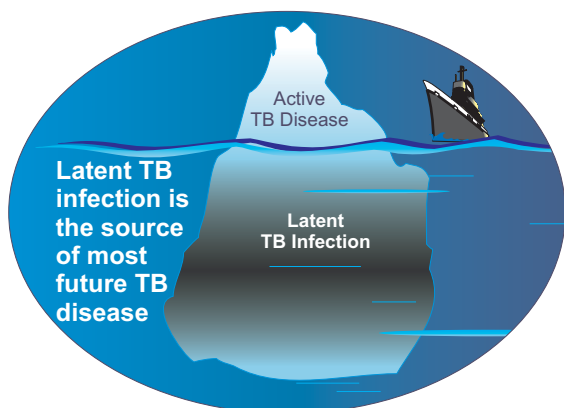 Active
TB Disease
Latent TB
infection is
the source
of most
future TB
disease
Latent
TB Infection